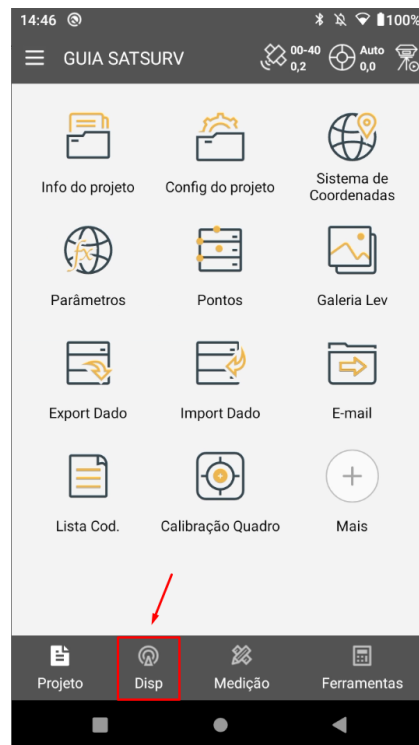 14:46 100%
GUIA SATSURV 00-40 Auto
0,2 0,0
Info do projeto Config do projeto Sistema de
Coordenadas
Parâmetros Pontos Galeria Lev
Export Dado Import Dado E-mail
Lista Cod. Calibração Quadro Mais
Projeto Disp Medição Ferramentas